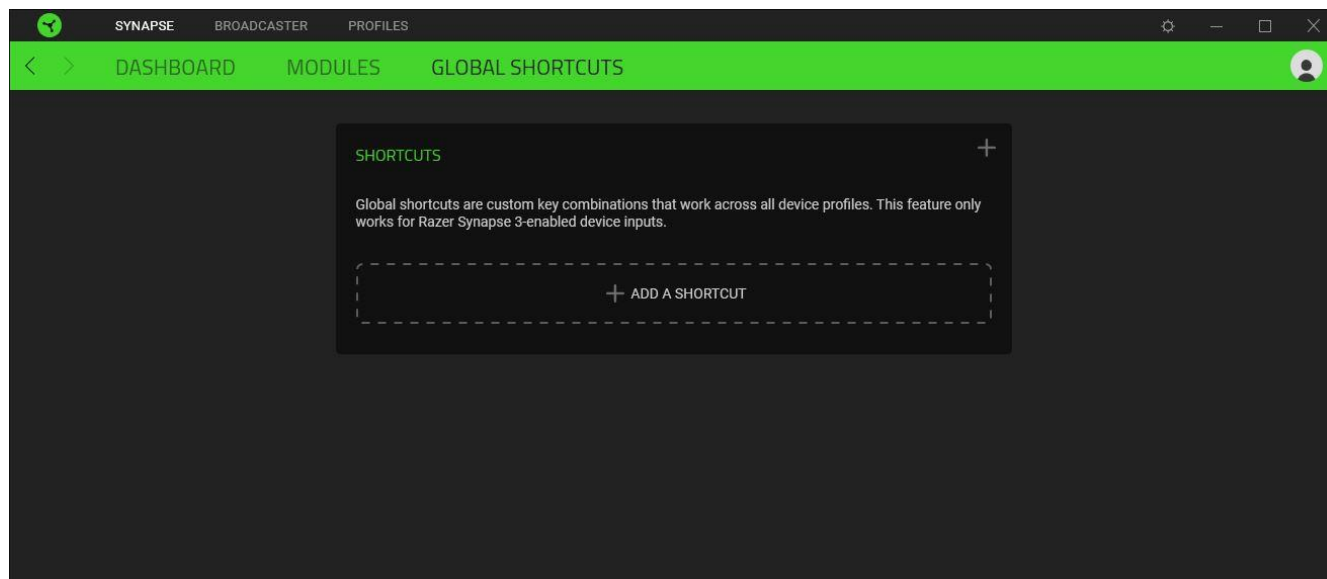 SYNAPSE BROADCASTER PROFILES
DASHBOARD MODULES GLOBAL SHORTCUTS
SHORTCUTS
Global shortcuts are custom key combinations that work across all device profiles. This feature only
works for Razer Synapse 3-enabled device inputs.
ADD A SHORTCUT